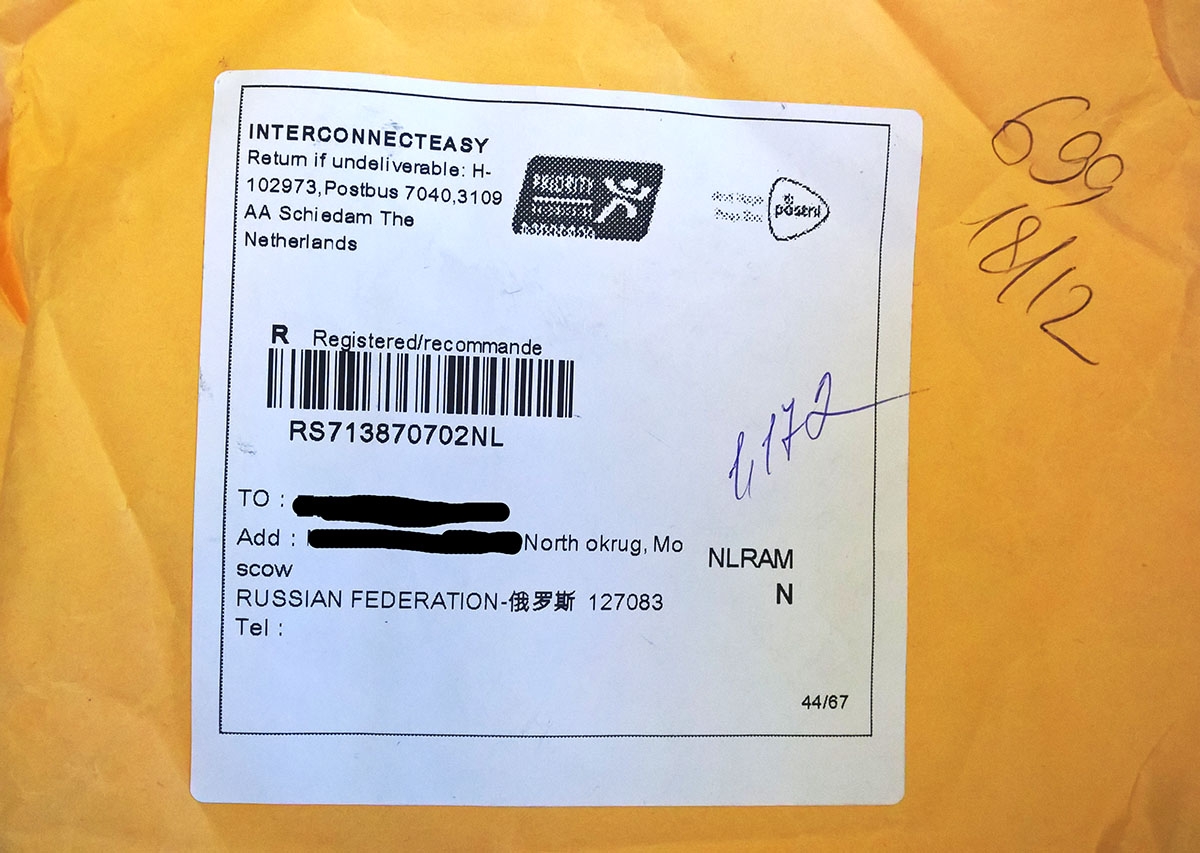 INTERCONNECTEASY
Return if undeliverable: H-
102973,Postbus 7040,3109
AA Schiedam The
Netherlands
postnl
699
18/12
R Registered/recommande
RS713870702NL
1172
TO :
Add : North okrug, Mo
scow
RUSSIAN FEDERATION-俄罗斯 127083
Tel :
NLRAM
N
44/67